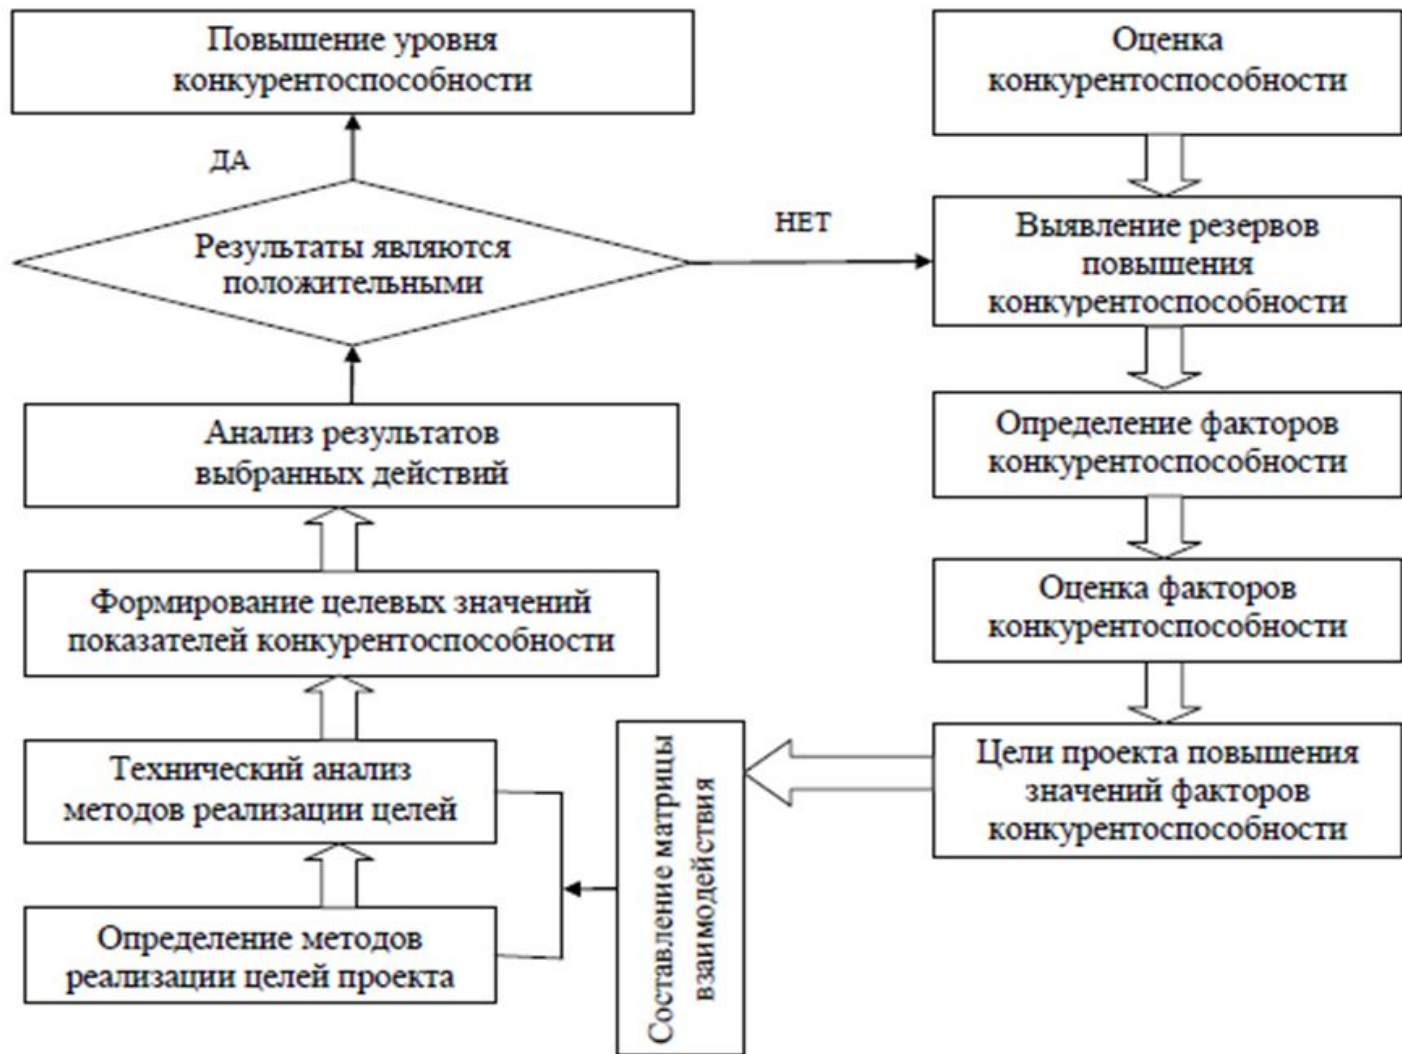 Повышение уровня
конкурентоспособности
ДА
Результаты являются
положительными
НЕТ
Анализ результатов
выбранных действий
Формирование целевых значений
показателей конкурентоспособности
Технический анализ
методов реализации целей
Определение методов
реализации целей проекта
Составление матрицы
взаимодействия
Оценка
конкурентоспособности
Выявление резервов
повышения
конкурентоспособности
Определение факторов
конкурентоспособности
Оценка факторов
конкурентоспособности
Цели проекта повышения
значений факторов
конкурентоспособности